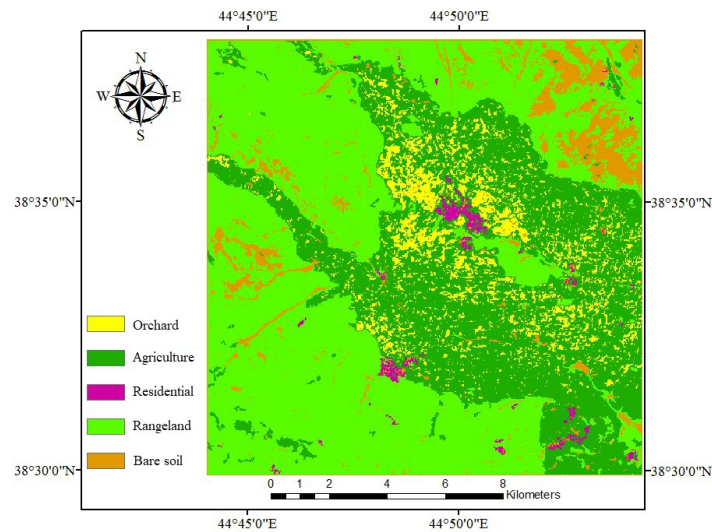 44°45'0"E 44°50'0"E
N
W E
S
38°35'0"N 38°35'0"N
Orchard
Agriculture
Residential
Rangeland
Bare soil
38°30'0"N 38°30'0"N
0 1 2 4 6 8
Kilometers
44°45'0"E 44°50'0"E